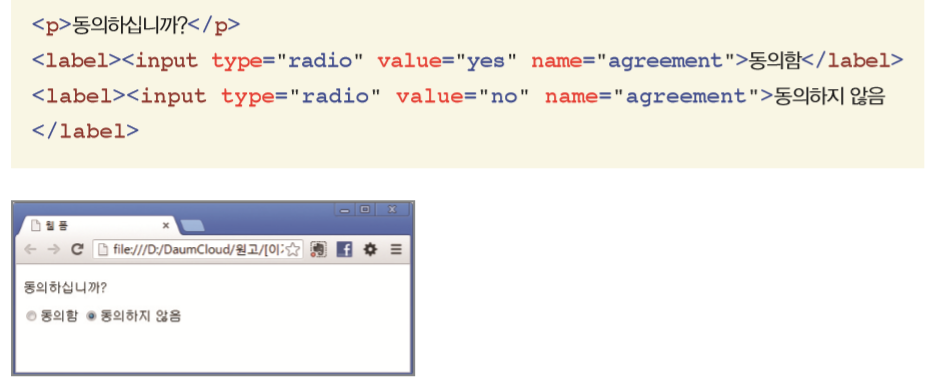 <p>동의하십니까?</p>
<label><input type="radio" value="yes" name="agreement">동의함</label>
<label><input type="radio" value="no" name="agreement">동의하지 않음
</label>
웹 폼
file:///D:/DaumCloud/원고/[이
동의하십니까?
동의함 동의하지 않음